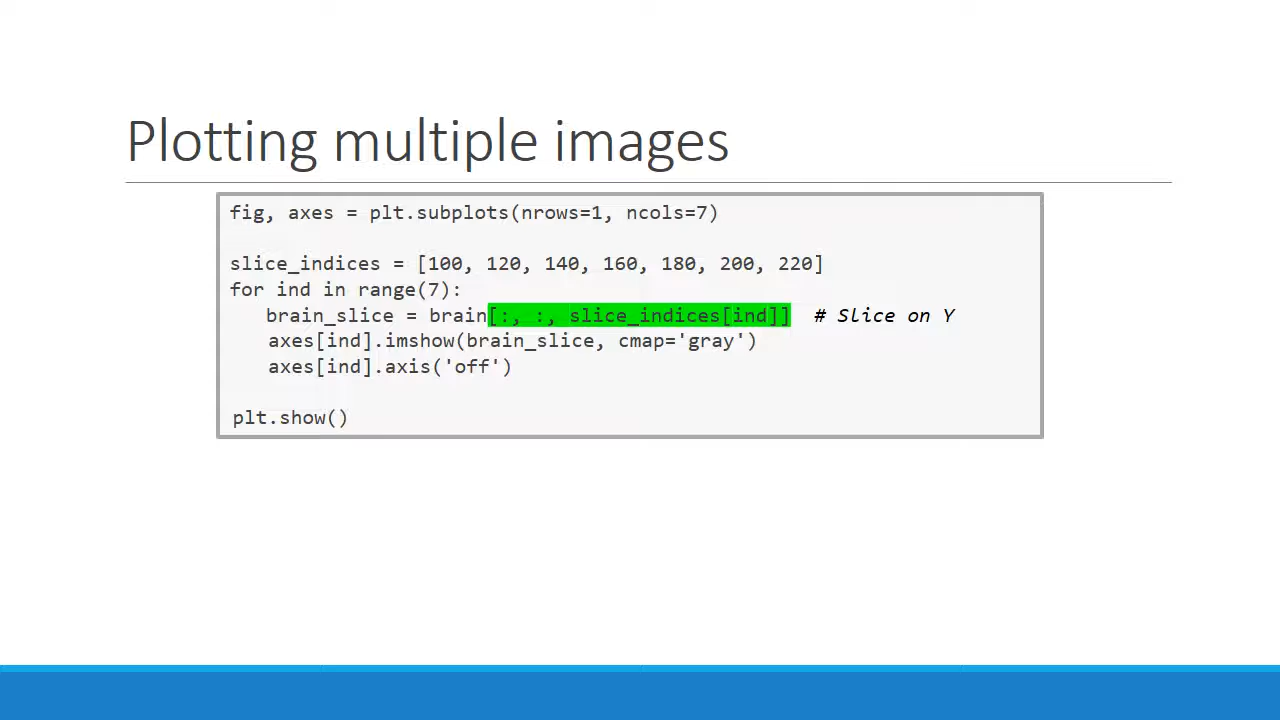 Plotting multiple images
fig, axes = plt.subplots(nrows=1, ncols=7)
slice_indices = [100, 120, 140, 160, 180, 200, 220]
for ind in range(7):
    brain_slice = brain[:, :, slice_indices[ind]]  # Slice on Y
    axes[ind].imshow(brain_slice, cmap='gray')
    axes[ind].axis('off')
plt.show()